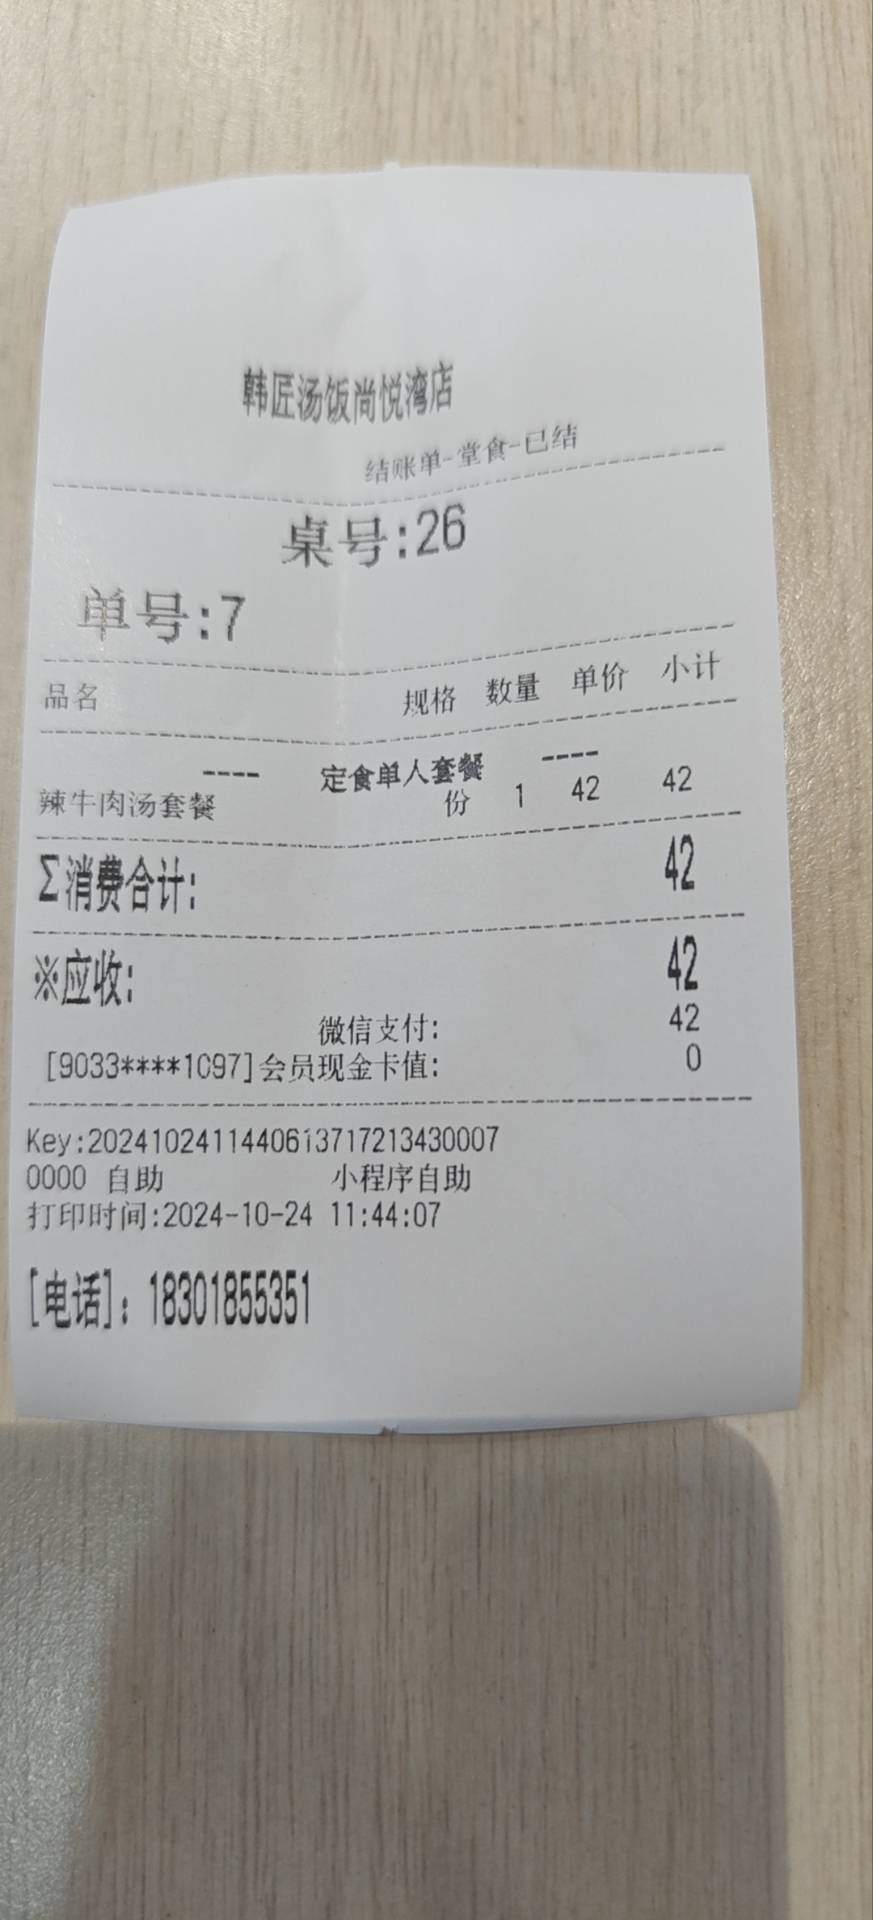 韩匠汤饭尚悦湾店
结账单-堂食-已结
桌号:26
单号:7
品名 规格 数量 单价 小计
---- 定食单人套餐 ----
辣牛肉汤套餐 份 1 42 42
Σ消费合计: 42
※应收: 42
微信支付: 42
[9033****1097]会员现金卡值: 0
Key:20241024114406137172134300​07
0000 自助 小程序自助
打印时间:2024-10-24 11:44:07
[电话]: 18301855351